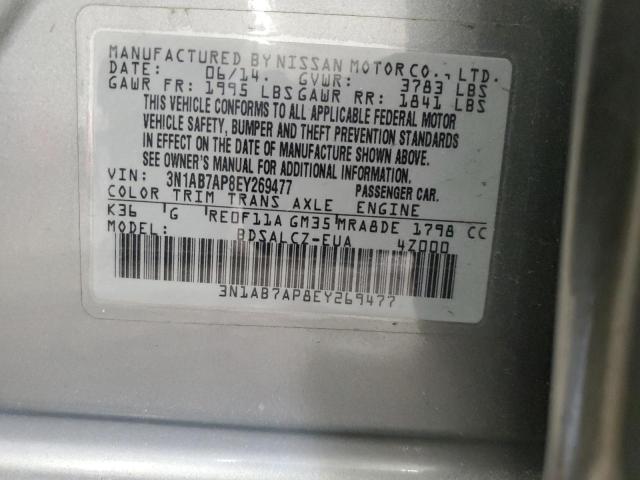 MANUFACTURED BY NISSAN MOTOR CO., LTD.
DATE: 06/14. GVWR: 3783 LBS
GAWR FR: 1995 LBS GAWR RR: 1841 LBS
THIS VEHICLE CONFORMS TO ALL APPLICABLE FEDERAL MOTOR
VEHICLE SAFETY, BUMPER AND THEFT PREVENTION STANDARDS
IN EFFECT ON THE DATE OF MANUFACTURE SHOWN ABOVE.
SEE OWNER'S MANUAL FOR ADDITIONAL INFORMATION.
VIN: 3N1AB7AP8EY269477 PASSENGER CAR.
COLOR TRIM TRANS AXLE ENGINE
K36 G RE0F11A GM35 MRA8DE 1798 CC
MODEL: BDSALCZ-EUA 4Z000
3N1AB7AP8EY269477